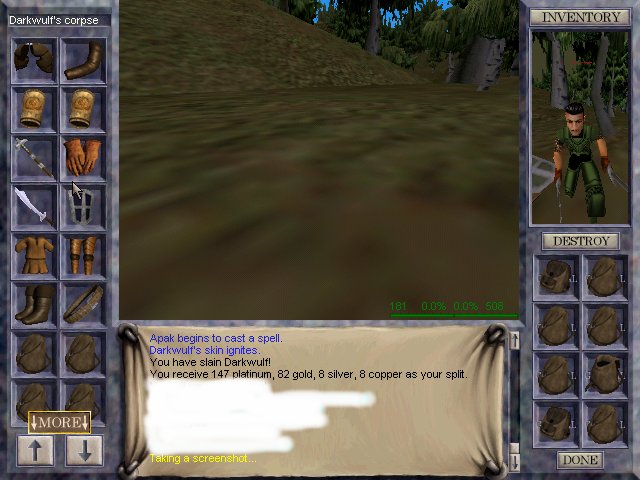 Darkwulf's corpse
INVENTORY
DESTROY
181 0.0% 0.0% 508
Apak begins to cast a spell.
Darkwulf's skin ignites.
You have slain Darkwulf!
You receive 147 platinum, 82 gold, 8 silver, 8 copper as your split.
Taking a screenshot...
MORE
DONE
L
L
L
L
L
L